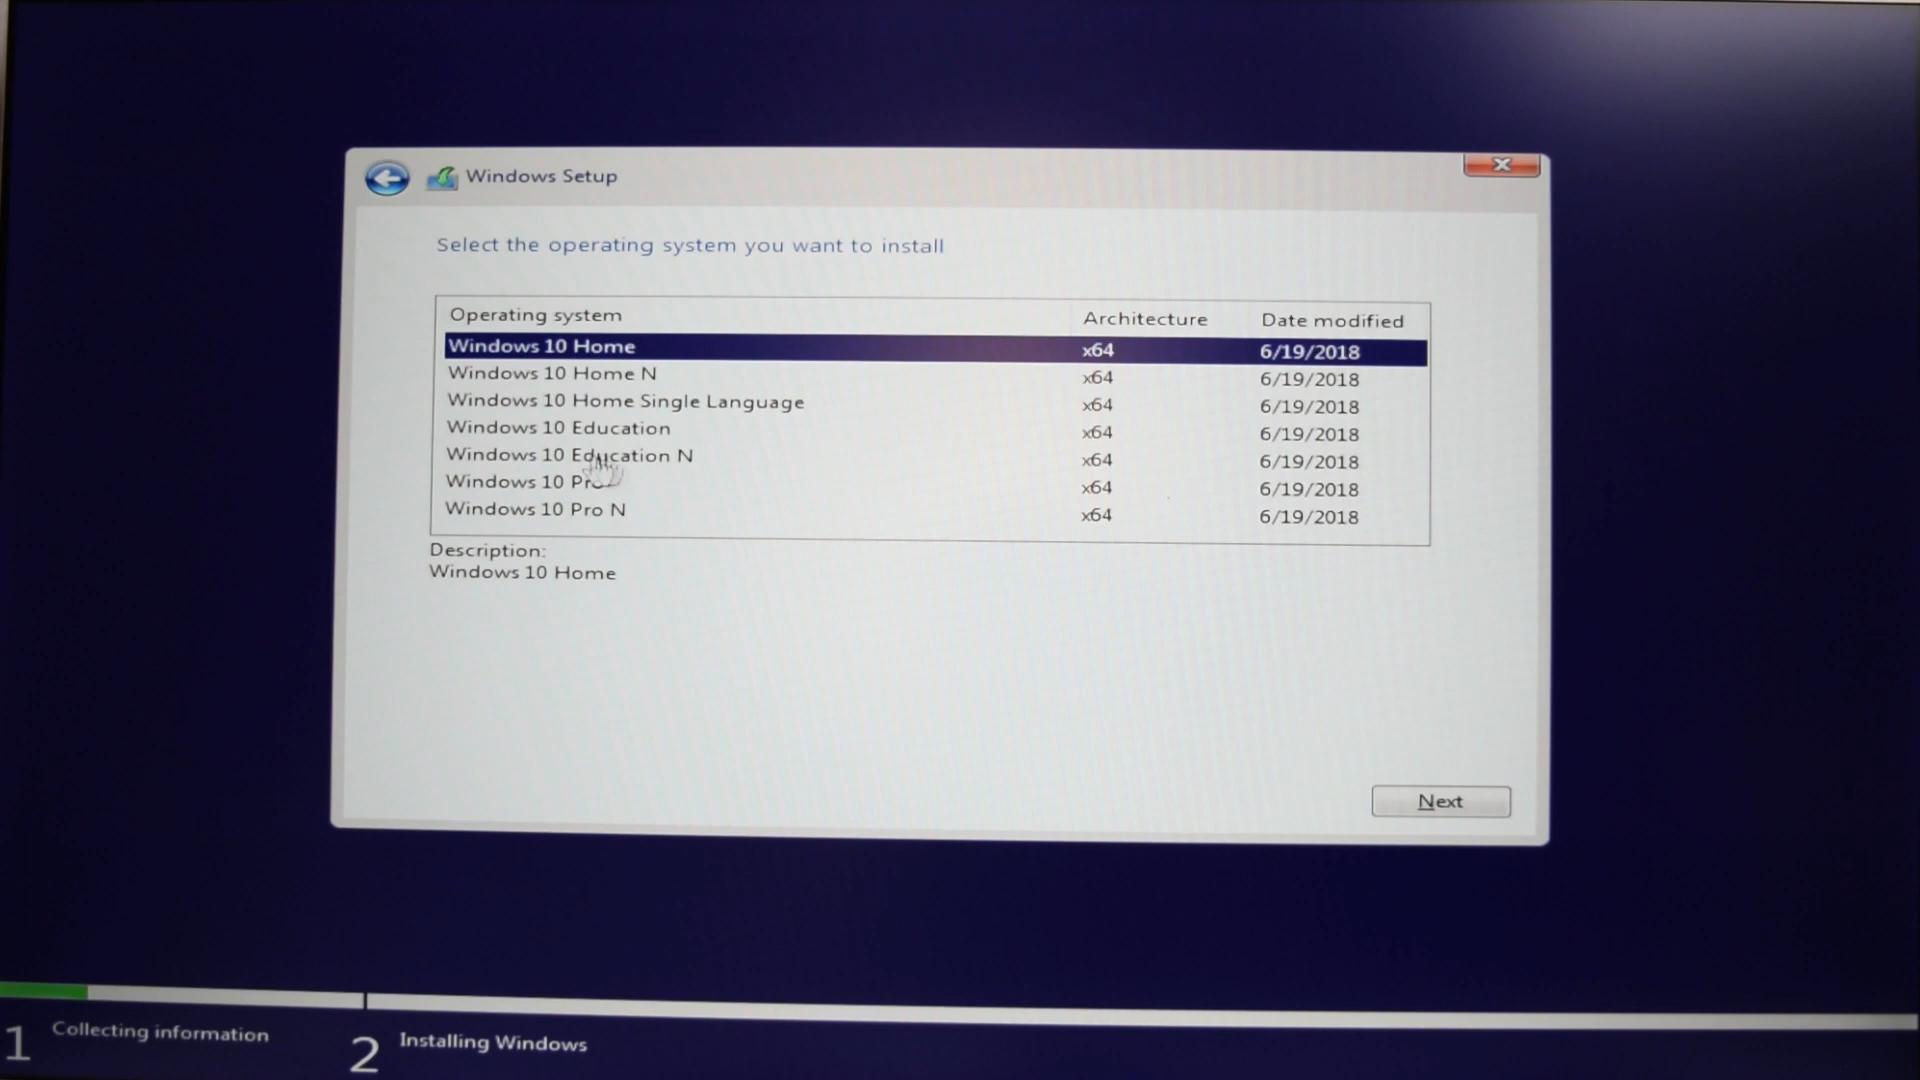 Windows Setup
Select the operating system you want to install
Operating system Architecture Date modified
Windows 10 Home x64 6/19/2018
Windows 10 Home N x64 6/19/2018
Windows 10 Home Single Language x64 6/19/2018
Windows 10 Education x64 6/19/2018
Windows 10 Education N x64 6/19/2018
Windows 10 Pro x64 6/19/2018
Windows 10 Pro N x64 6/19/2018
Description:
Windows 10 Home
Next
1 Collecting information 2 Installing Windows